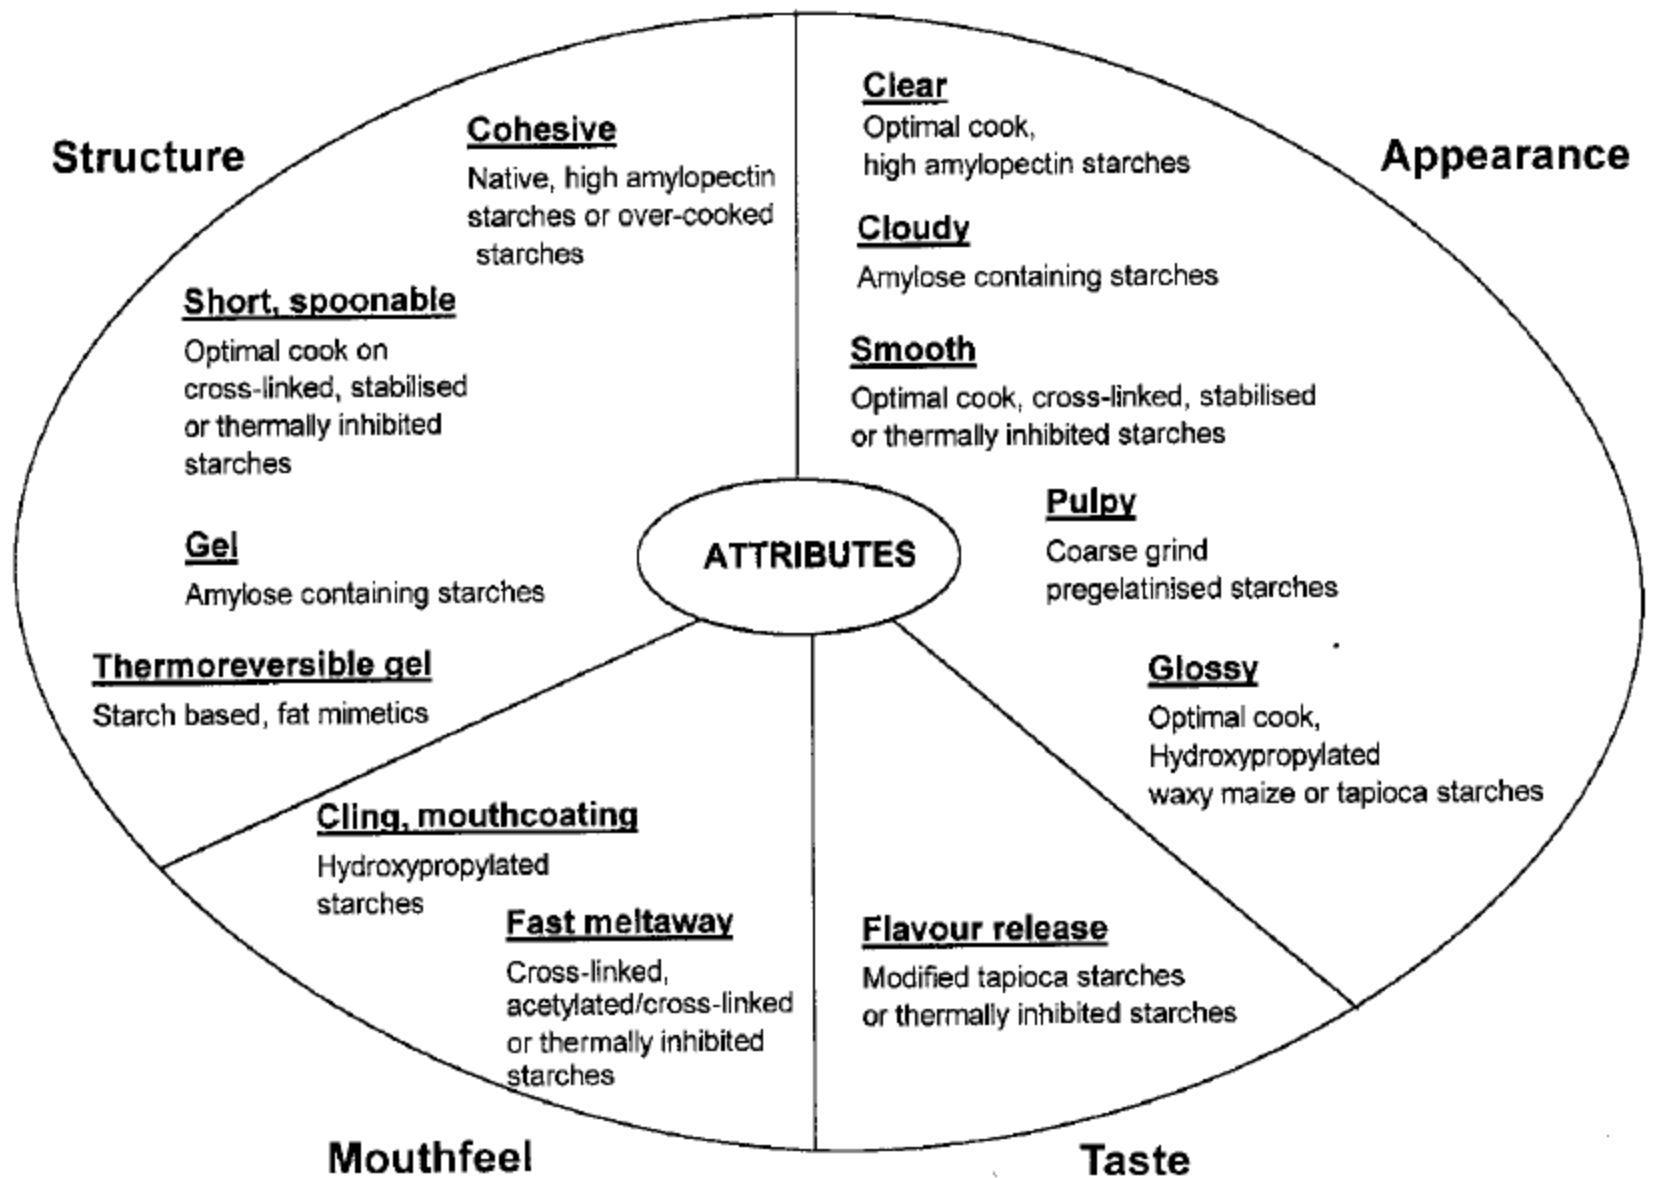 Structure
Cohesive
Native, high amylopectin
starches or over-cooked
starches
Short, spoonable
Optimal cook on
cross-linked, stabilised
or thermally inhibited
starches
Gel
Amylose containing starches
Thermoreversible gel
Starch based, fat mimetics
Appearance
Clear
Optimal cook,
high amylopectin starches
Cloudy
Amylose containing starches
Smooth
Optimal cook, cross-linked, stabilised
or thermally inhibited starches
Pulpy
Coarse grind
pregelatinised starches
Glossy
Optimal cook,
Hydroxypropylated
waxy maize or tapioca starches
ATTRIBUTES
Cling, mouthcoating
Hydroxypropylated
starches
Fast meltaway
Cross-linked,
acetylated/cross-linked
or thermally inhibited
starches
Mouthfeel
Flavour release
Modified tapioca starches
or thermally inhibited starches
Taste